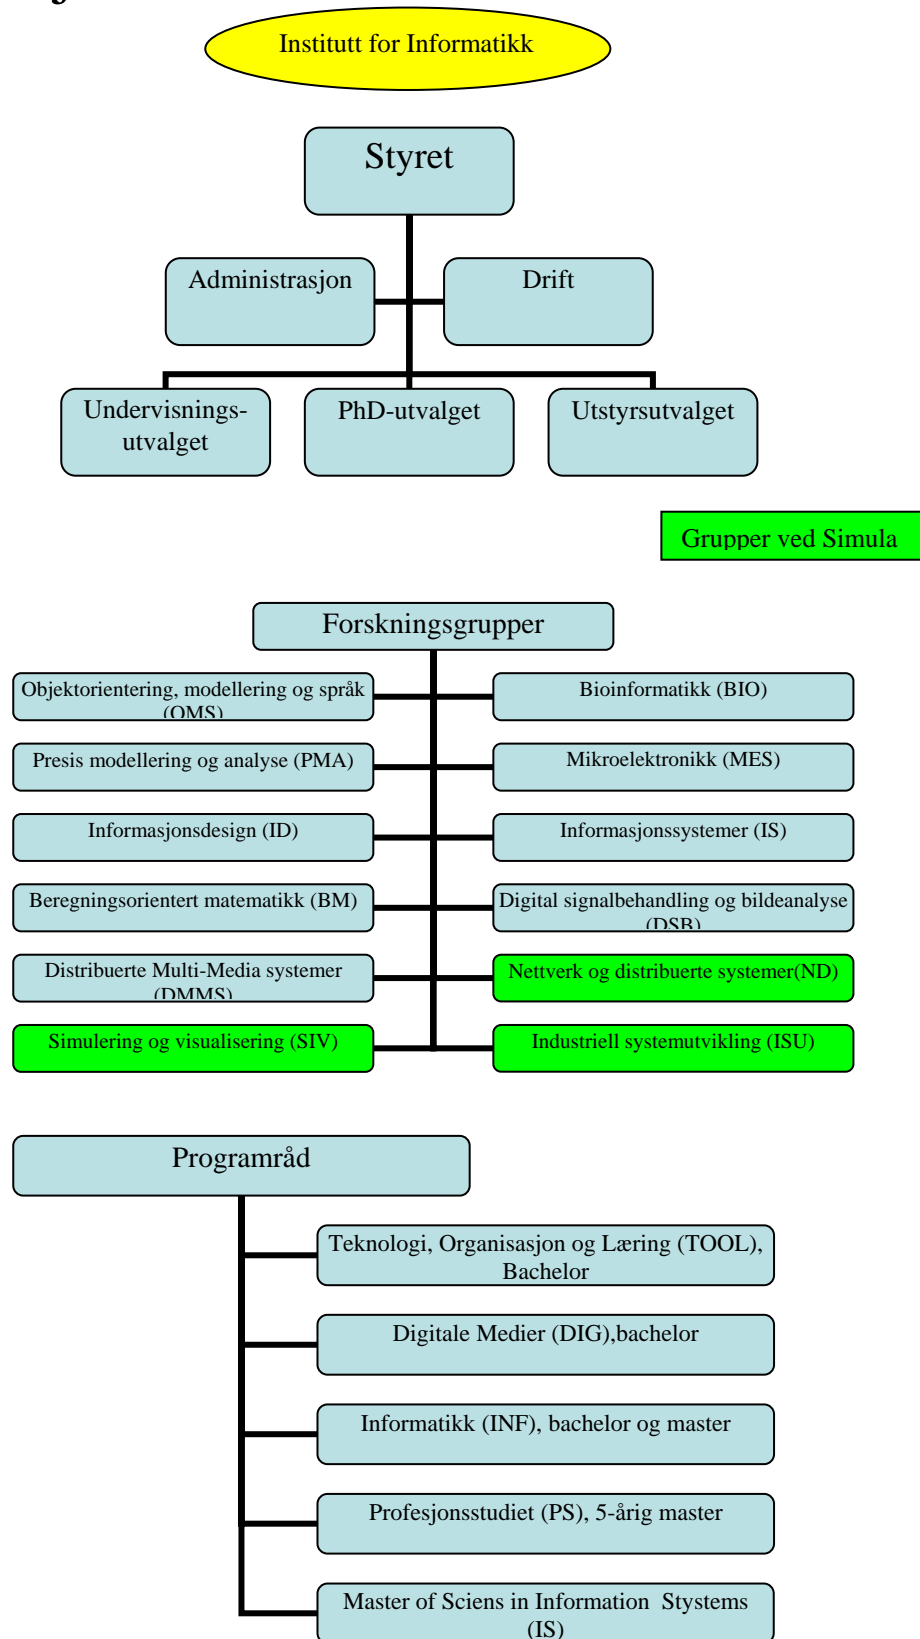 Institutt for Informatikk
Styret
Administrasjon
Drift
Undervisnings-
utvalget
PhD-utvalget
Utstyrsutvalget
Grupper ved Simula
Forskningsgrupper
Objektorientering, modellering og språk
(OMS)
Bioinformatikk (BIO)
Presis modellering og analyse (PMA)
Mikroelektronikk (MES)
Informasjonsdesign (ID)
Informasjonssystemer (IS)
Beregningsorientert matematikk (BM)
Digital signalbehandling og bildeanalyse
(DSB)
Distribuerte Multi-Media systemer
(DMMS)
Nettverk og distribuerte systemer(ND)
Simulering og visualisering (SIV)
Industriell systemutvikling (ISU)
Programråd
Teknologi, Organisasjon og Læring (TOOL),
Bachelor
Digitale Medier (DIG),bachelor
Informatikk (INF), bachelor og master
Profesjonsstudiet (PS), 5-årig master
Master of Sciens in Information Stystems
(IS)